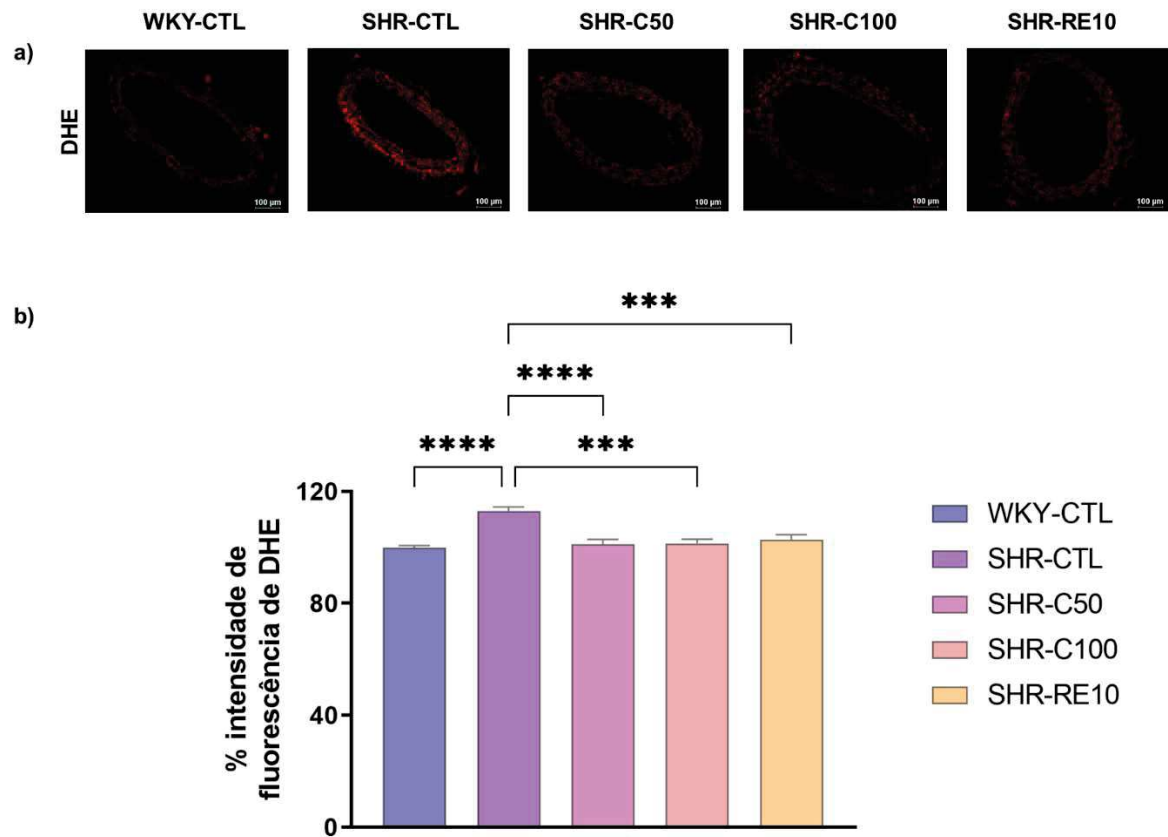 WKY-CTL SHR-CTL SHR-C50 SHR-C100 SHR-RE10
a)
DHE
100 µm 100 µm 100 µm 100 µm 100 µm
b)
***
****
**** ***
% intensidade de
fluorescência de DHE
120
80
40
0
WKY-CTL
SHR-CTL
SHR-C50
SHR-C100
SHR-RE10